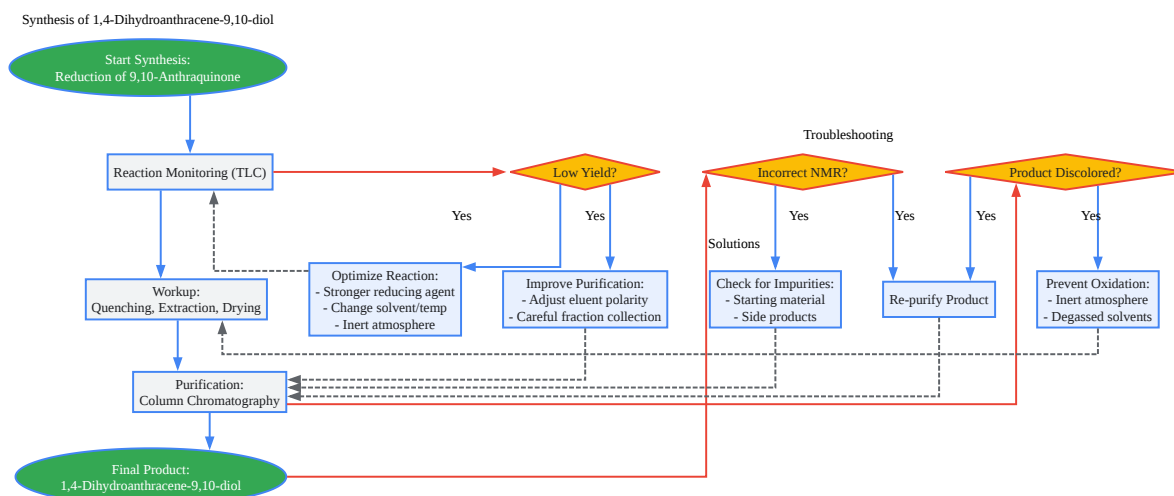 Synthesis of 1,4-Dihydroanthracene-9,10-diol
Start Synthesis:
Reduction of 9,10-Anthraquinone
Troubleshooting
Reaction Monitoring (TLC)
Low Yield?
Incorrect NMR?
Product Discolored?
Yes
Yes
Yes
Yes
Yes
Yes
Solutions
Workup:
Quenching, Extraction, Drying
Optimize Reaction:
- Stronger reducing agent
- Change solvent/temp
- Inert atmosphere
Improve Purification:
- Adjust eluent polarity
- Careful fraction collection
Check for Impurities:
- Starting material
- Side products
Re-purify Product
Prevent Oxidation:
- Inert atmosphere
- Degassed solvents
Purification:
Column Chromatography
Final Product:
1,4-Dihydroanthracene-9,10-diol